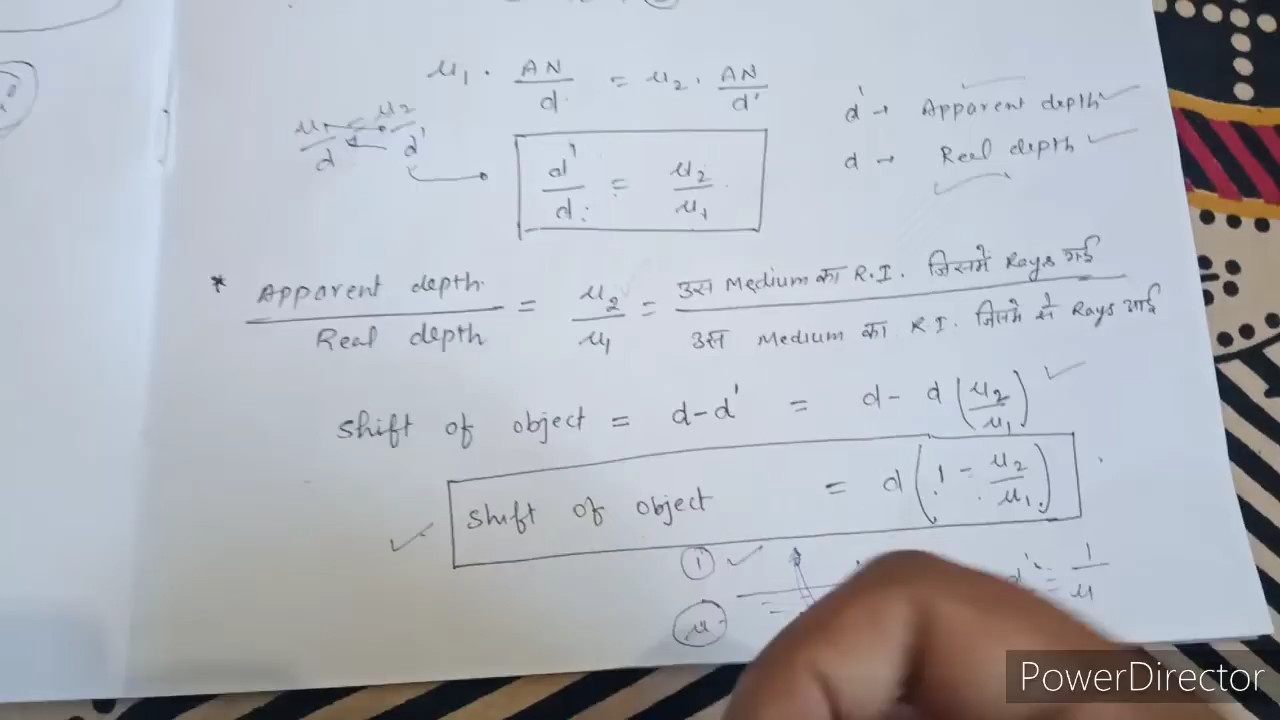 μ₁ · AN/d = μ₂ · AN/d'
d' → Apparent depth
μ₁/d μ₂/d'
d → Real depth
d'/d = μ₂/μ₁
* Apparent depth / Real depth = μ₂/μ₁ = उस Medium का R.I. जिसमें Rays गई / उस Medium का R.I. जिसमे से Rays आई
Shift of object = d-d' = d- d(μ₂/μ₁)
Shift of object = d(1 - μ₂/μ₁)
1
μ
1/μ
PowerDirector